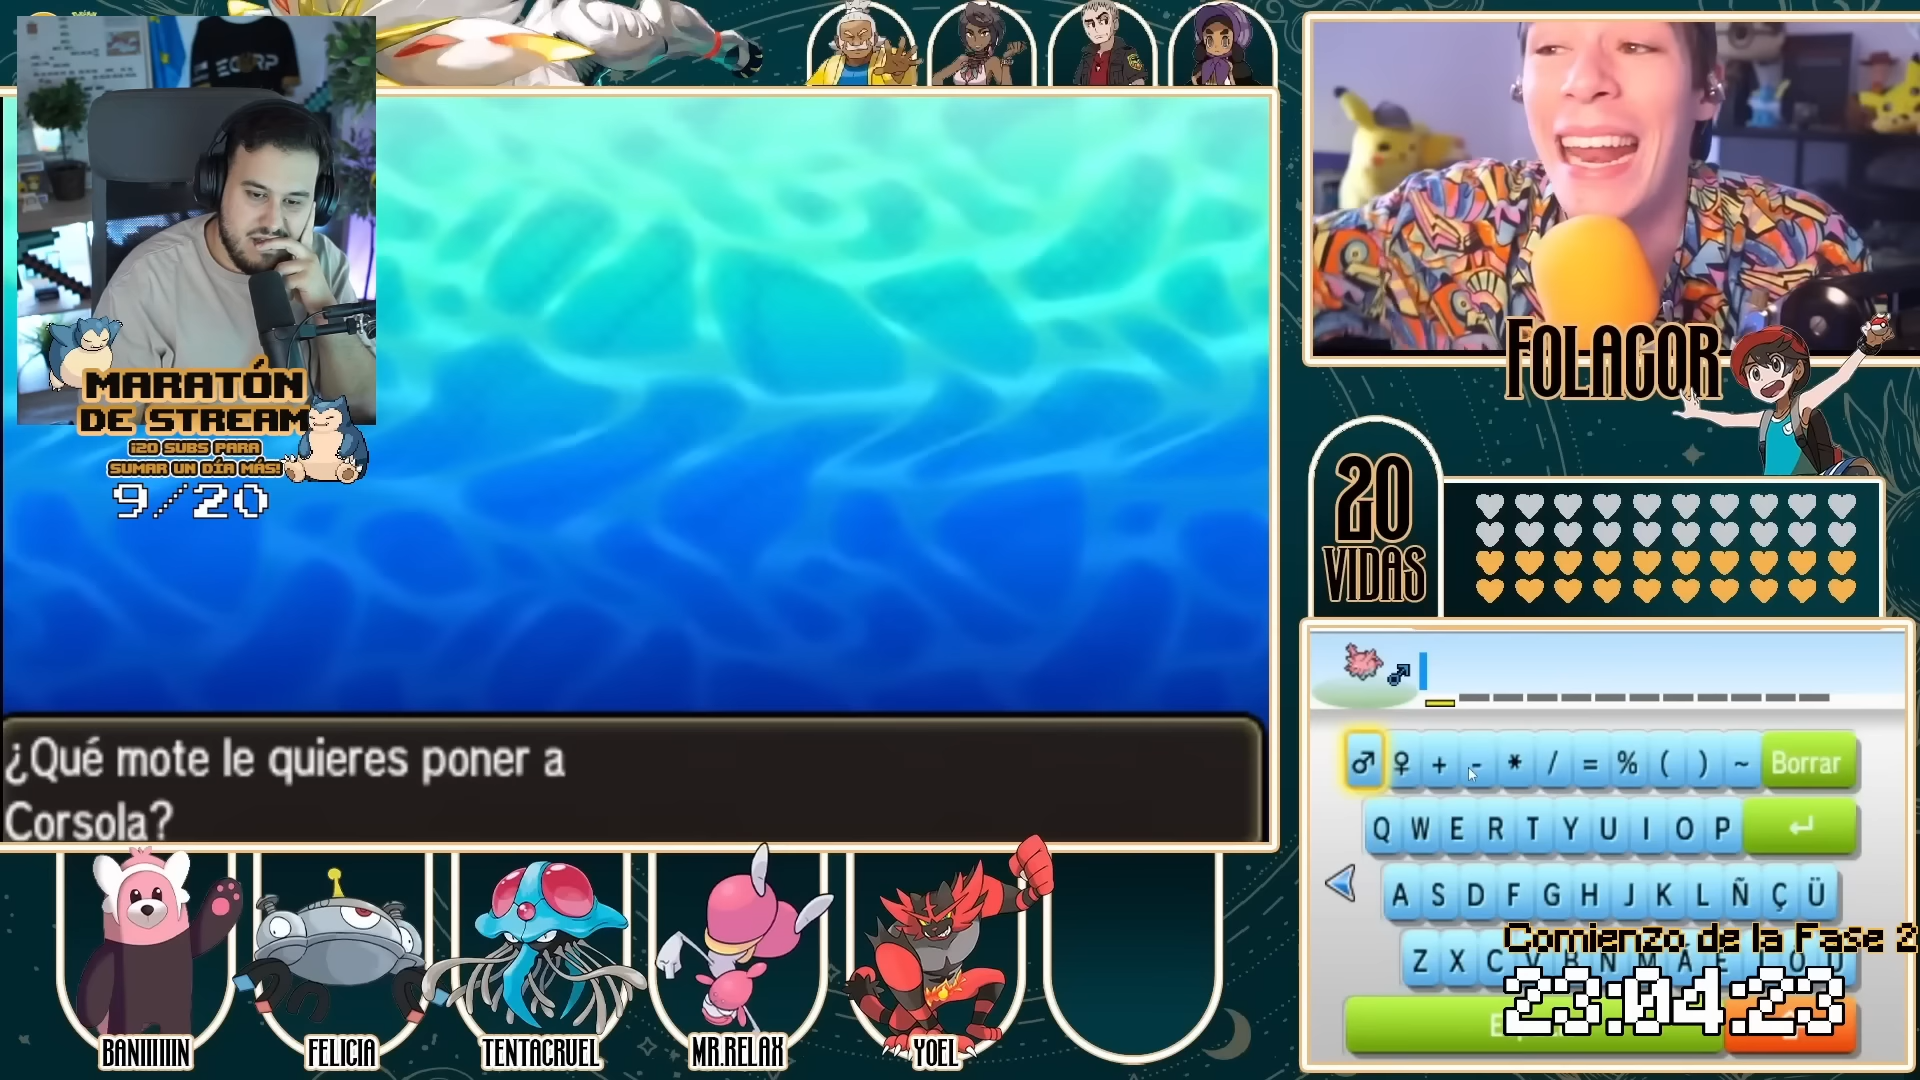 MARATÓN
DE STREAM
¡20 SUBS PARA
SUMAR UN DÍA MÁS!
9/20
FOLAGOR
20
VIDAS
¿Qué mote le quieres poner a
Corsola?
♂ ♀ + - * / = % ( ) ~ Borrar
Q W E R T Y U I O P
A S D F G H J K L Ñ Ç Ü
Z X C V B N M Á É Í Ó Ú
Comienzo de la Fase 2
23:04:23
BANIIIIIIN
FELICIA
TENTACRUEL
MR.RELAX
YOEL